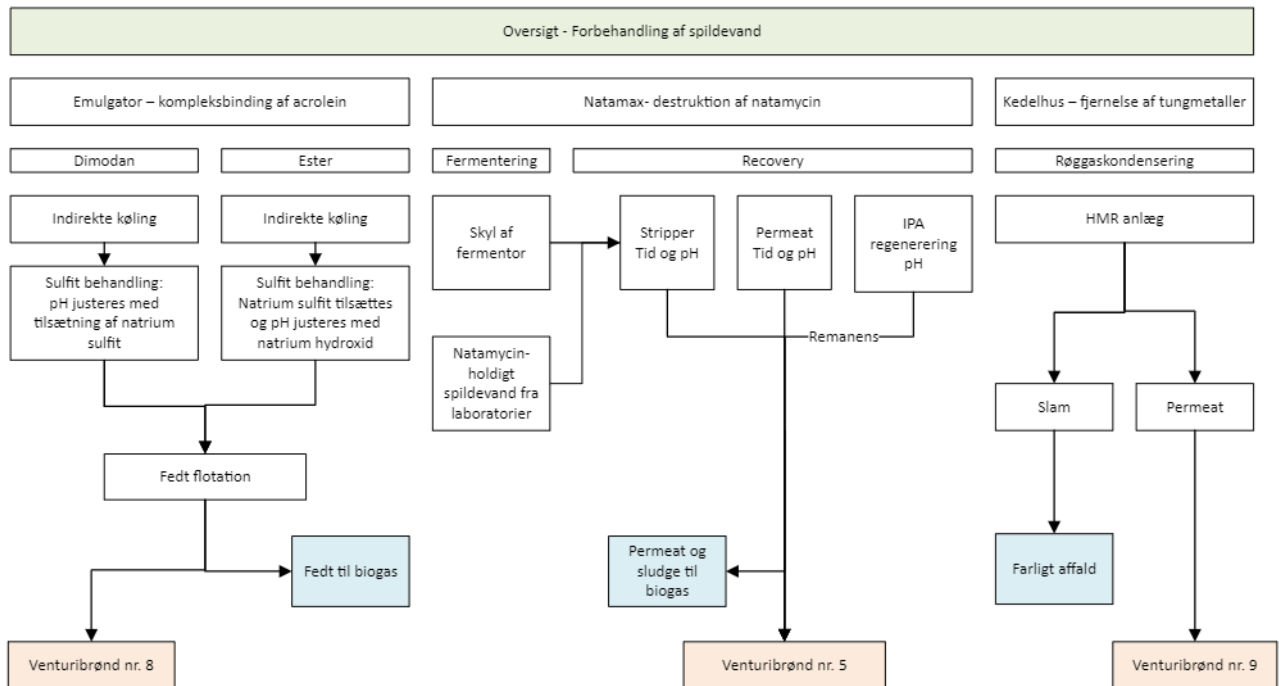 Oversigt - Forbehandling af spildevand
Emulgator – kompleksbinding af acrolein
Natamax- destruktion af natamycin
Kedelhus – fjernelse af tungmetaller
Dimodan
Ester
Fermentering
Recovery
Røggaskondensering
Indirekte køling
Indirekte køling
Skyl af
fermentor
Stripper
Tid og pH
Permeat
Tid og pH
IPA
regenerering
pH
HMR anlæg
Sulfit behandling:
pH justeres med
tilsætning af natrium
sulfit
Sulfit behandling:
Natrium sulfit tilsættes
og pH justeres med
natrium hydroxid
Remanens
Natamycin-
holdigt
spildevand fra
laboratorier
Slam
Permeat
Fedt flotation
Fedt til biogas
Permeat og
sludge til
biogas
Farligt affald
Venturibrønd nr. 8
Venturibrønd nr. 5
Venturibrønd nr. 9